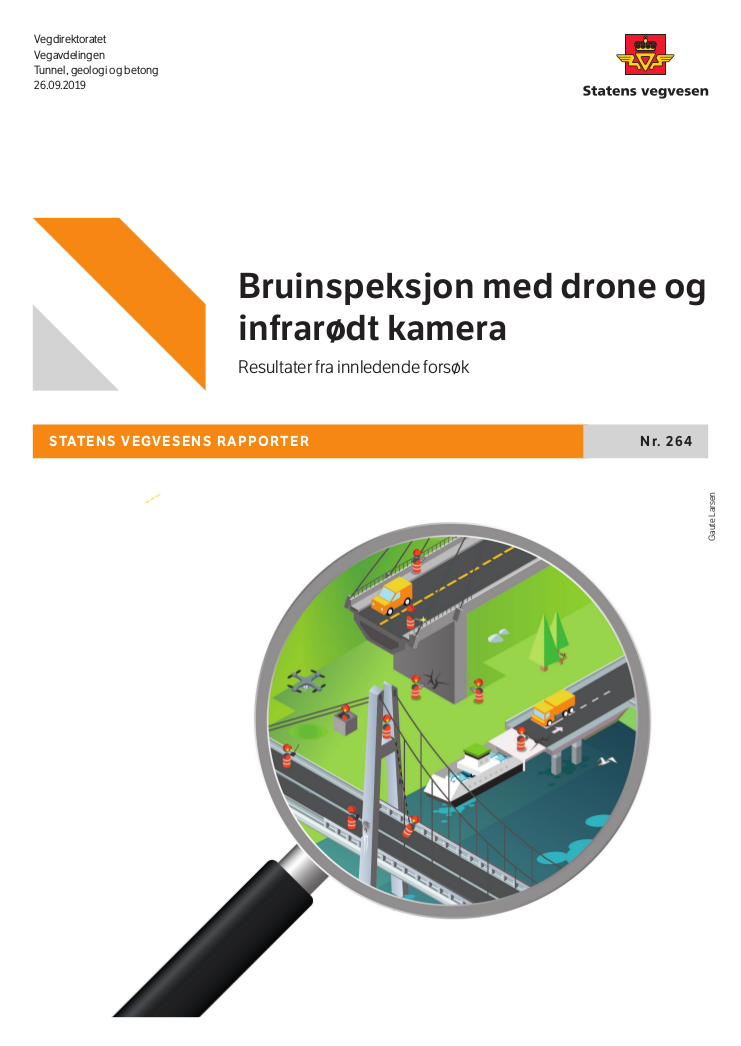 Vegdirektoratet
Vegavdelingen
Tunnel, geologi og betong
26.09.2019
Statens vegvesen
Bruinspeksjon med drone og
infrarødt kamera
Resultater fra innledende forsøk
STATENS VEGVESENS RAPPORTER
Nr. 264
Gaute Larsen